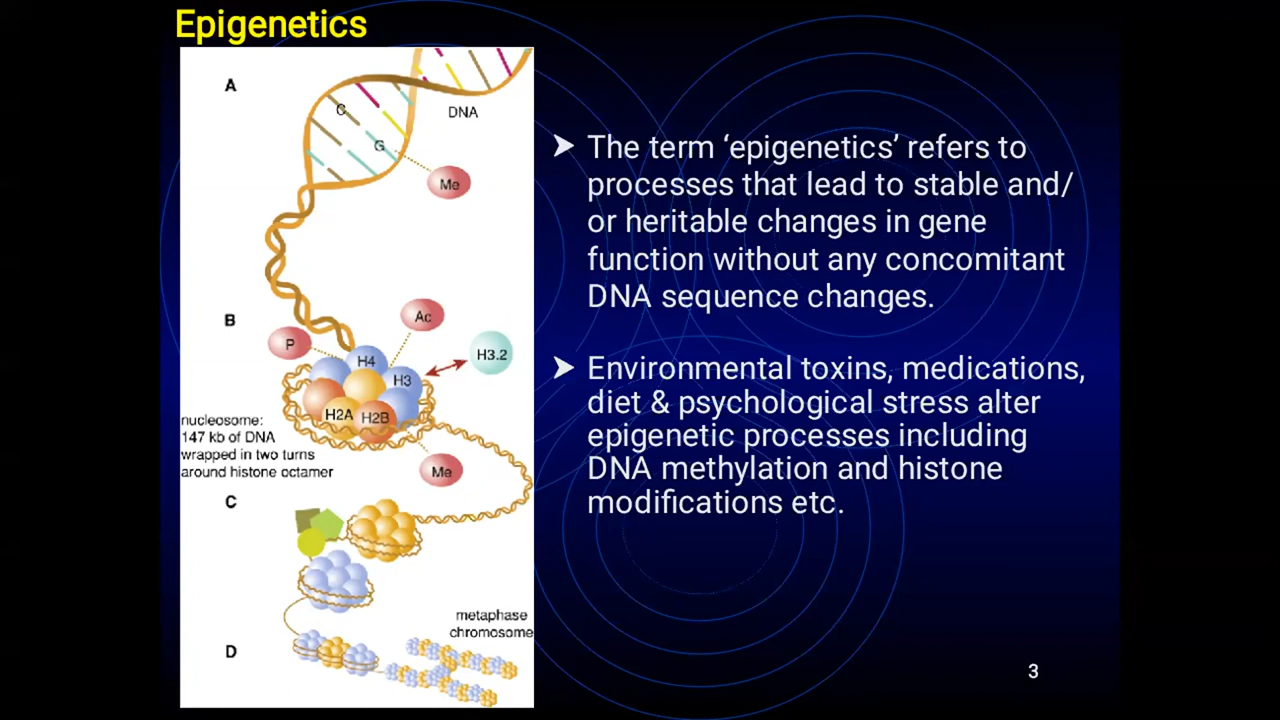 Epigenetics
A
C
DNA
G
Me
B
Ac
P
H4
H3.2
H3
H2A
H2B
nucleosome:
147 kb of DNA
wrapped in two turns
around histone octamer
Me
C
metaphase
chromosome
D
➤ The term ‘epigenetics’ refers to
processes that lead to stable and/
or heritable changes in gene
function without any concomitant
DNA sequence changes.
➤ Environmental toxins, medications,
diet & psychological stress alter
epigenetic processes including
DNA methylation and histone
modifications etc.
3